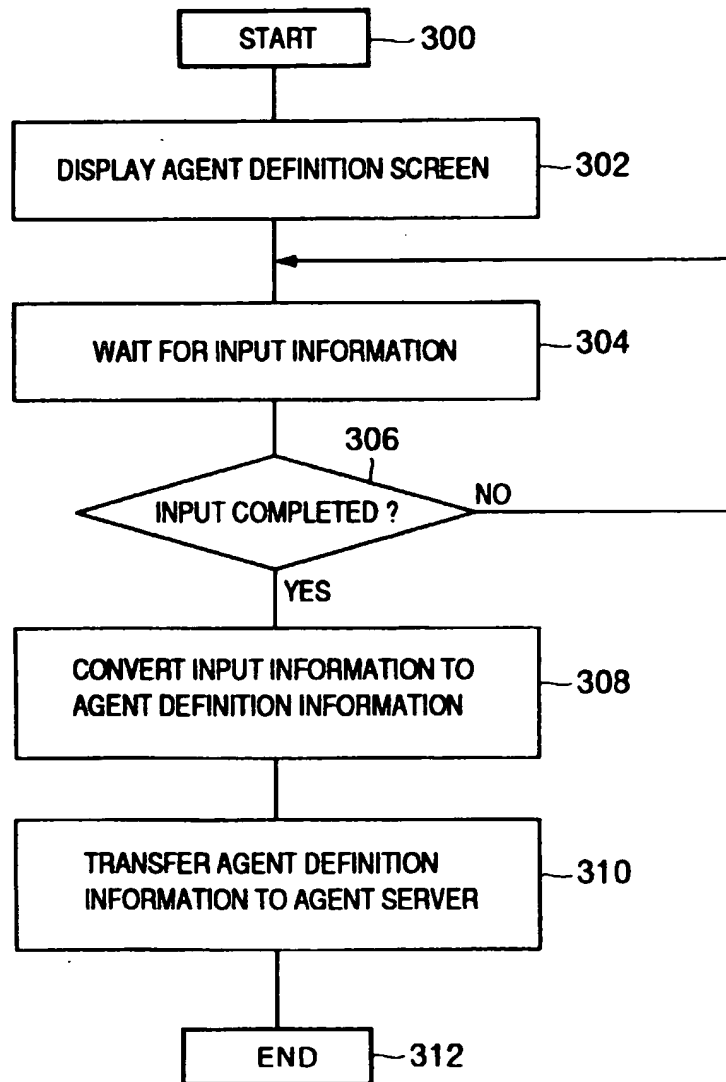 START
300
DISPLAY AGENT DEFINITION SCREEN
302
WAIT FOR INPUT INFORMATION
304
306
INPUT COMPLETED ?
NO
YES
CONVERT INPUT INFORMATION TO
AGENT DEFINITION INFORMATION
308
TRANSFER AGENT DEFINITION
INFORMATION TO AGENT SERVER
310
END
312